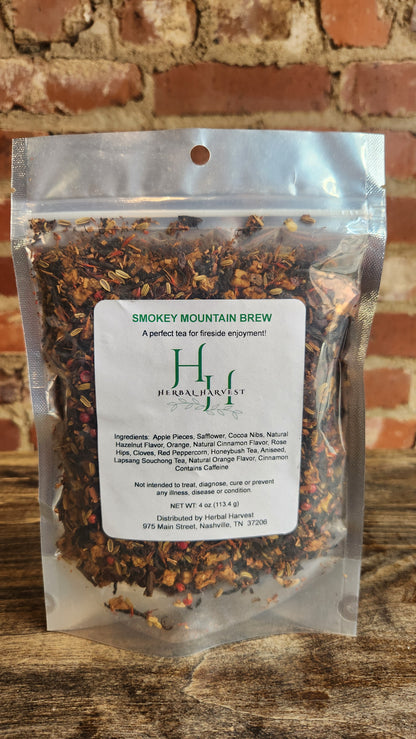 SMOKEY MOUNTAIN BREW
A perfect tea for fireside enjoyment!
HH
HERBAL HARVEST
Ingredients: Apple Pieces, Safflower, Cocoa Nibs, Natural
Hazelnut Flavor, Orange, Natural Cinnamon Flavor, Rose
Hips, Cloves, Red Peppercorn, Honeybush Tea, Aniseed,
Lapsang Souchong Tea, Natural Orange Flavor, Cinnamon
Contains Caffeine
Not intended to treat, diagnose, cure or prevent
any illness, disease or condition.
NET WT: 4 oz (113.4 g)
Distributed by Herbal Harvest
975 Main Street, Nashville, TN 37206